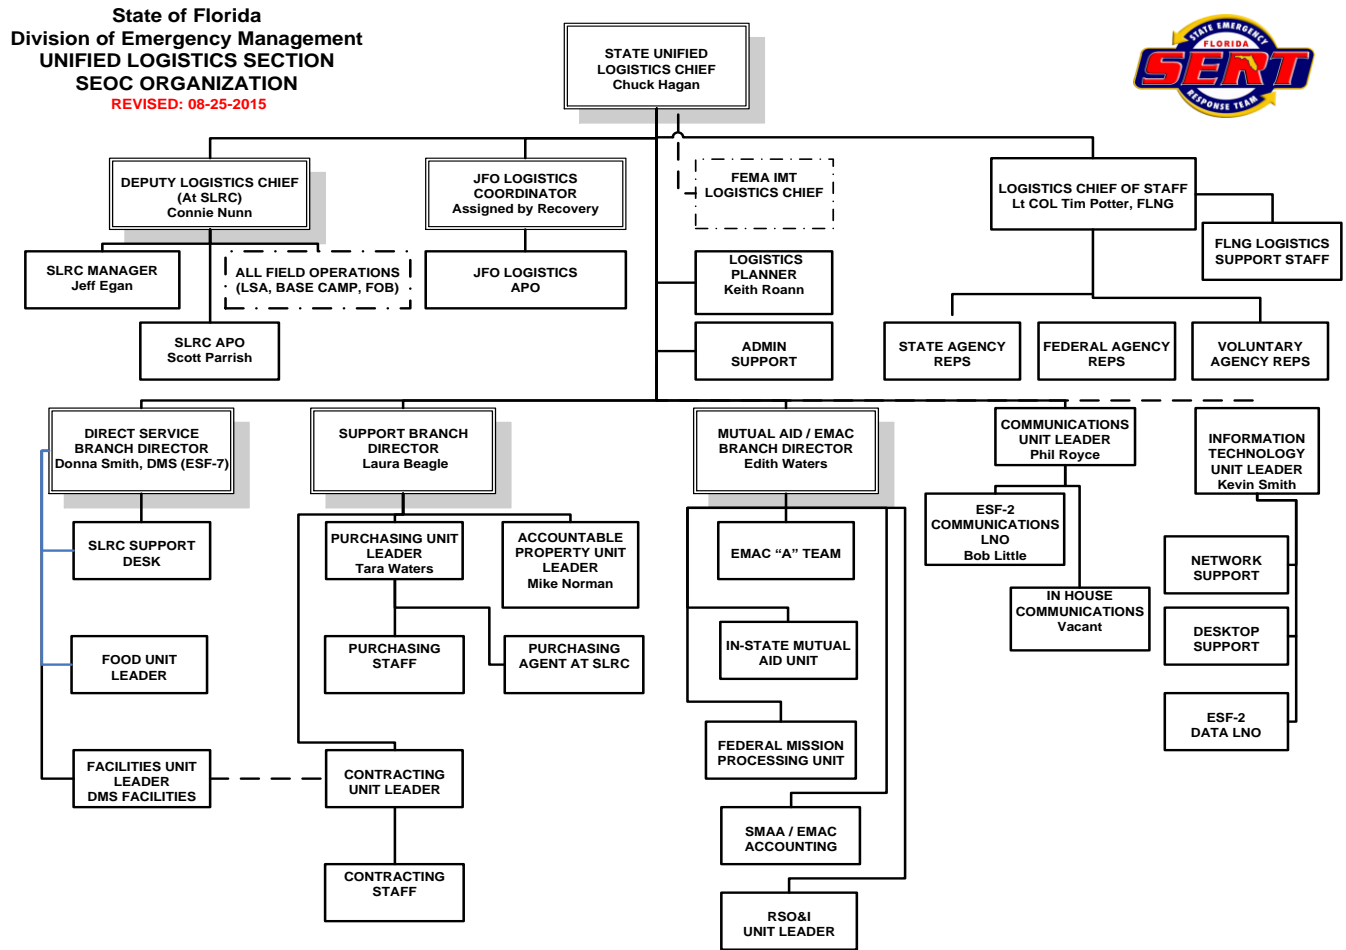 State of Florida
Division of Emergency Management
UNIFIED LOGISTICS SECTION
SEOC ORGANIZATION
REVISED: 08-25-2015
STATE UNIFIED
LOGISTICS CHIEF
Chuck Hagan
STATE EMERGENCY
FLORIDA
SERT
RESPONSE TEAM
DEPUTY LOGISTICS CHIEF
(At SLRC)
Connie Nunn
JFO LOGISTICS
COORDINATOR
Assigned by Recovery
FEMA IMT
LOGISTICS CHIEF
LOGISTICS CHIEF OF STAFF
Lt COL Tim Potter, FLNG
SLRC MANAGER
Jeff Egan
ALL FIELD OPERATIONS
(LSA, BASE CAMP, FOB)
JFO LOGISTICS
APO
LOGISTICS
PLANNER
Keith Roann
FLNG LOGISTICS
SUPPORT STAFF
SLRC APO
Scott Parrish
ADMIN
SUPPORT
STATE AGENCY
REPS
FEDERAL AGENCY
REPS
VOLUNTARY
AGENCY REPS
DIRECT SERVICE
BRANCH DIRECTOR
Donna Smith, DMS (ESF-7)
SUPPORT BRANCH
DIRECTOR
Laura Beagle
MUTUAL AID / EMAC
BRANCH DIRECTOR
Edith Waters
COMMUNICATIONS
UNIT LEADER
Phil Royce
INFORMATION
TECHNOLOGY
UNIT LEADER
Kevin Smith
SLRC SUPPORT
DESK
PURCHASING UNIT
LEADER
Tara Waters
ACCOUNTABLE
PROPERTY UNIT
LEADER
Mike Norman
EMAC “A” TEAM
ESF-2
COMMUNICATIONS
LNO
Bob Little
NETWORK
SUPPORT
IN HOUSE
COMMUNICATIONS
Vacant
FOOD UNIT
LEADER
PURCHASING
STAFF
PURCHASING
AGENT AT SLRC
IN-STATE MUTUAL
AID UNIT
DESKTOP
SUPPORT
FACILITIES UNIT
LEADER
DMS FACILITIES
CONTRACTING
UNIT LEADER
FEDERAL MISSION
PROCESSING UNIT
ESF-2
DATA LNO
SMAA / EMAC
ACCOUNTING
CONTRACTING
STAFF
RSO&I
UNIT LEADER